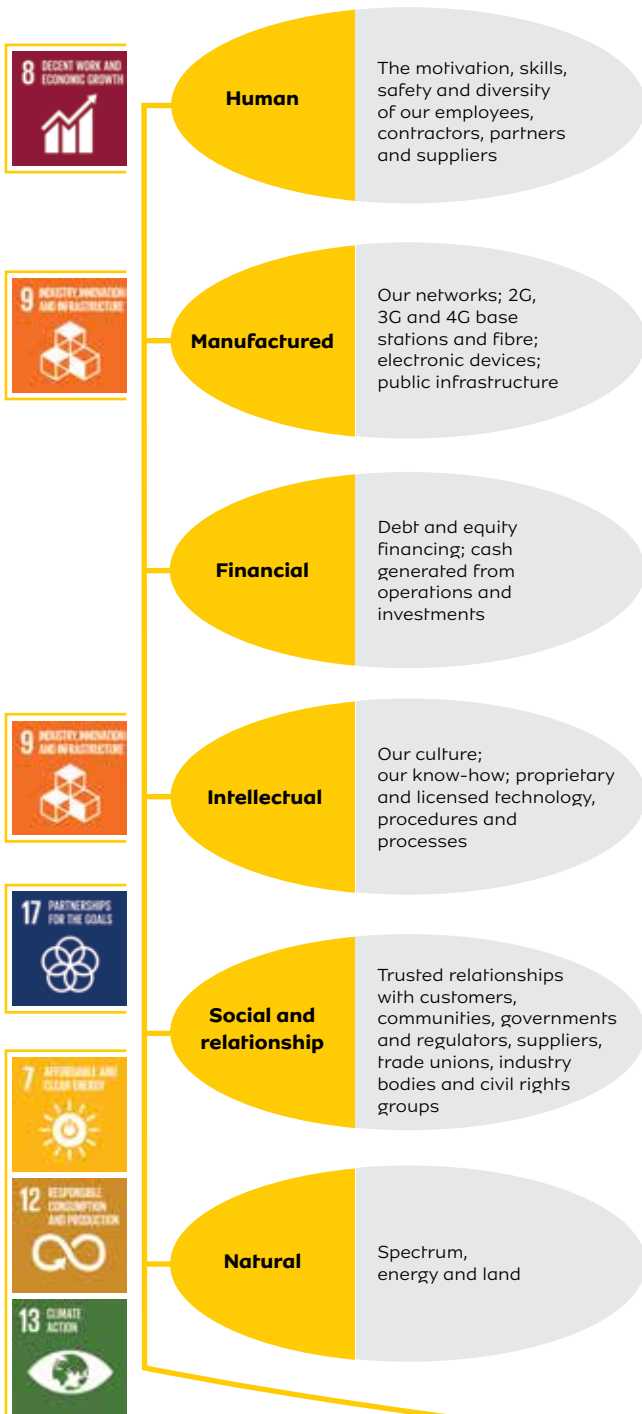 8 DECENT WORK AND
ECONOMIC GROWTH
Human
The motivation, skills,
safety and diversity
of our employees,
contractors, partners
and suppliers
9 INDUSTRY, INNOVATION
AND INFRASTRUCTURE
Manufactured
Our networks; 2G,
3G and 4G base
stations and fibre;
electronic devices;
public infrastructure
Financial
Debt and equity
financing; cash
generated from
operations and
investments
9 INDUSTRY, INNOVATION
AND INFRASTRUCTURE
Intellectual
Our culture;
our know-how; proprietary
and licensed technology,
procedures and
processes
17 PARTNERSHIPS
FOR THE GOALS
Social and
relationship
Trusted relationships
with customers,
communities, governments
and regulators, suppliers,
trade unions, industry
bodies and civil rights
groups
7 AFFORDABLE AND
CLEAN ENERGY
12 RESPONSIBLE
CONSUMPTION
AND PRODUCTION
Natural
Spectrum,
energy and land
13 CLIMATE
ACTION